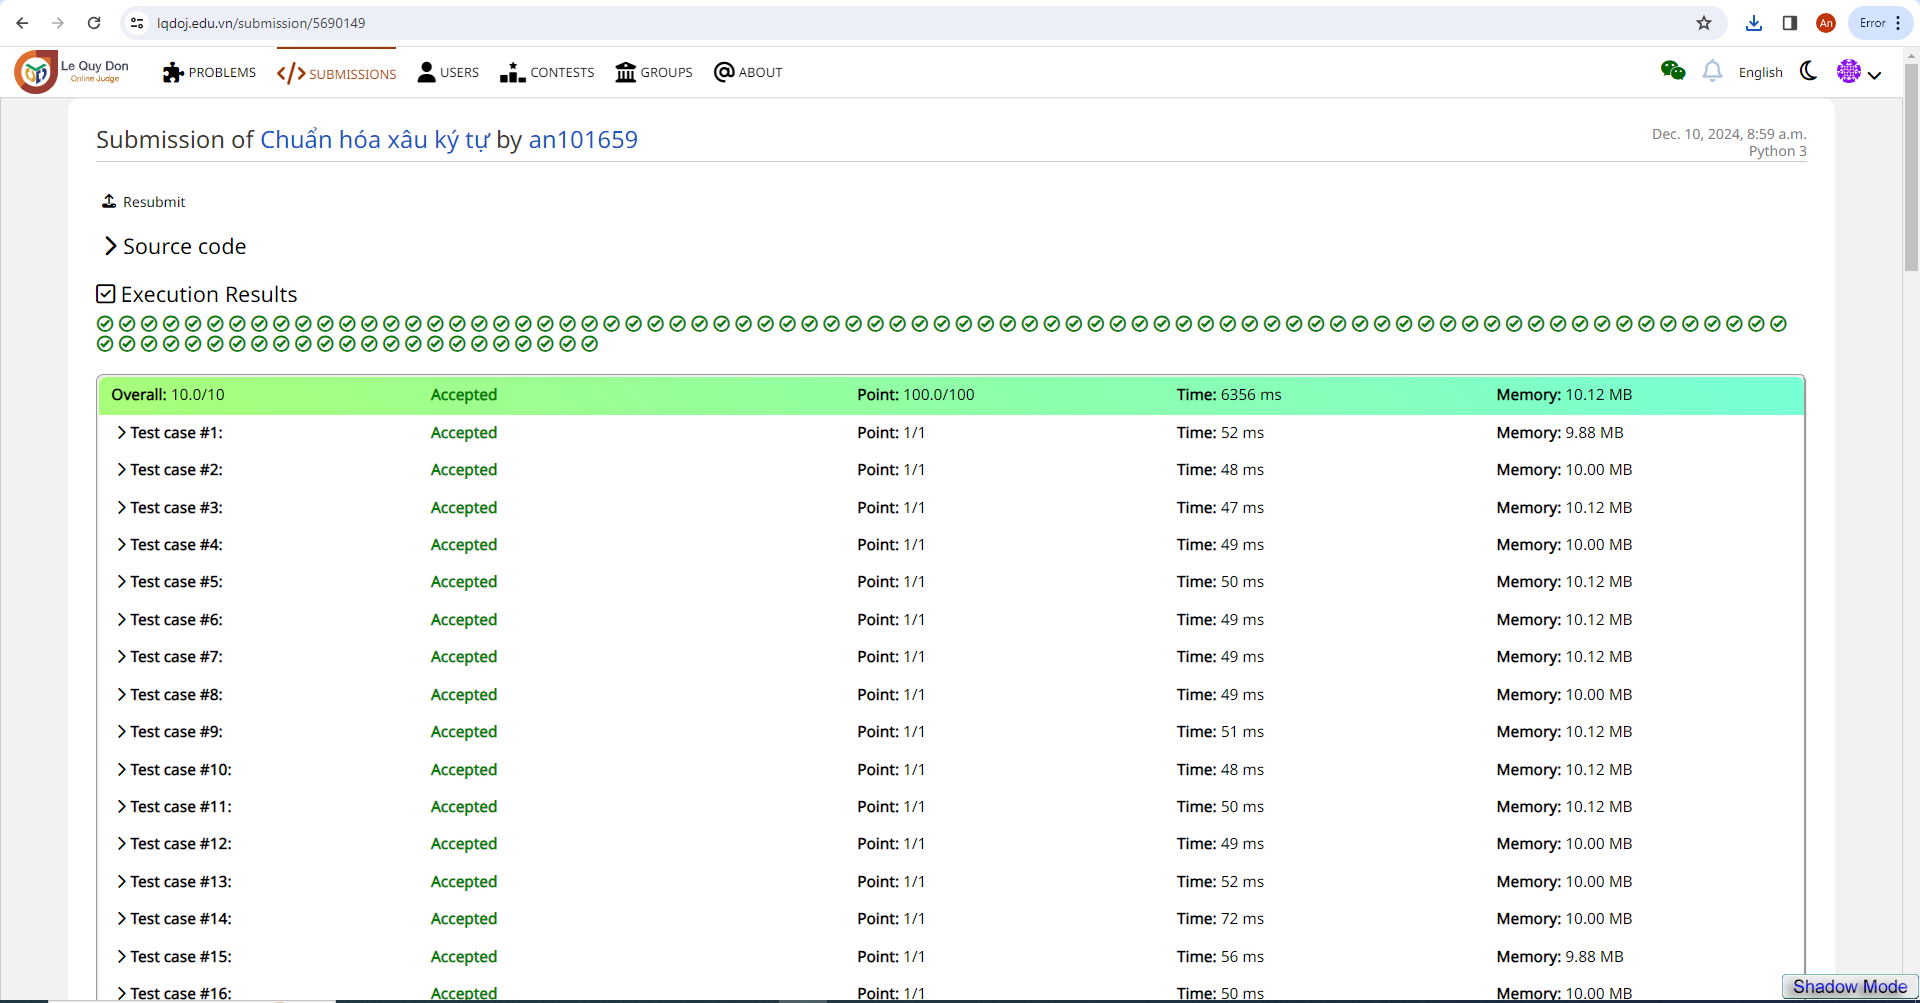 lqdoj.edu.vn/submission/5690149
An
Error
Le Quy Don
Online Judge
PROBLEMS
SUBMISSIONS
USERS
CONTESTS
GROUPS
ABOUT
English
Submission of Chuẩn hóa xâu ký tự by an101659
Dec. 10, 2024, 8:59 a.m.
Python 3
Resubmit
Source code
Execution Results
Overall: 10.0/10 Accepted Point: 100.0/100 Time: 6356 ms Memory: 10.12 MB
Test case #1: Accepted Point: 1/1 Time: 52 ms Memory: 9.88 MB
Test case #2: Accepted Point: 1/1 Time: 48 ms Memory: 10.00 MB
Test case #3: Accepted Point: 1/1 Time: 47 ms Memory: 10.12 MB
Test case #4: Accepted Point: 1/1 Time: 49 ms Memory: 10.00 MB
Test case #5: Accepted Point: 1/1 Time: 50 ms Memory: 10.12 MB
Test case #6: Accepted Point: 1/1 Time: 49 ms Memory: 10.12 MB
Test case #7: Accepted Point: 1/1 Time: 49 ms Memory: 10.12 MB
Test case #8: Accepted Point: 1/1 Time: 49 ms Memory: 10.00 MB
Test case #9: Accepted Point: 1/1 Time: 51 ms Memory: 10.12 MB
Test case #10: Accepted Point: 1/1 Time: 48 ms Memory: 10.12 MB
Test case #11: Accepted Point: 1/1 Time: 50 ms Memory: 10.12 MB
Test case #12: Accepted Point: 1/1 Time: 49 ms Memory: 10.00 MB
Test case #13: Accepted Point: 1/1 Time: 52 ms Memory: 10.00 MB
Test case #14: Accepted Point: 1/1 Time: 72 ms Memory: 10.00 MB
Test case #15: Accepted Point: 1/1 Time: 56 ms Memory: 9.88 MB
Test case #16: Accepted Point: 1/1 Time: 50 ms Memory: 10.00 MB
Shadow Mode